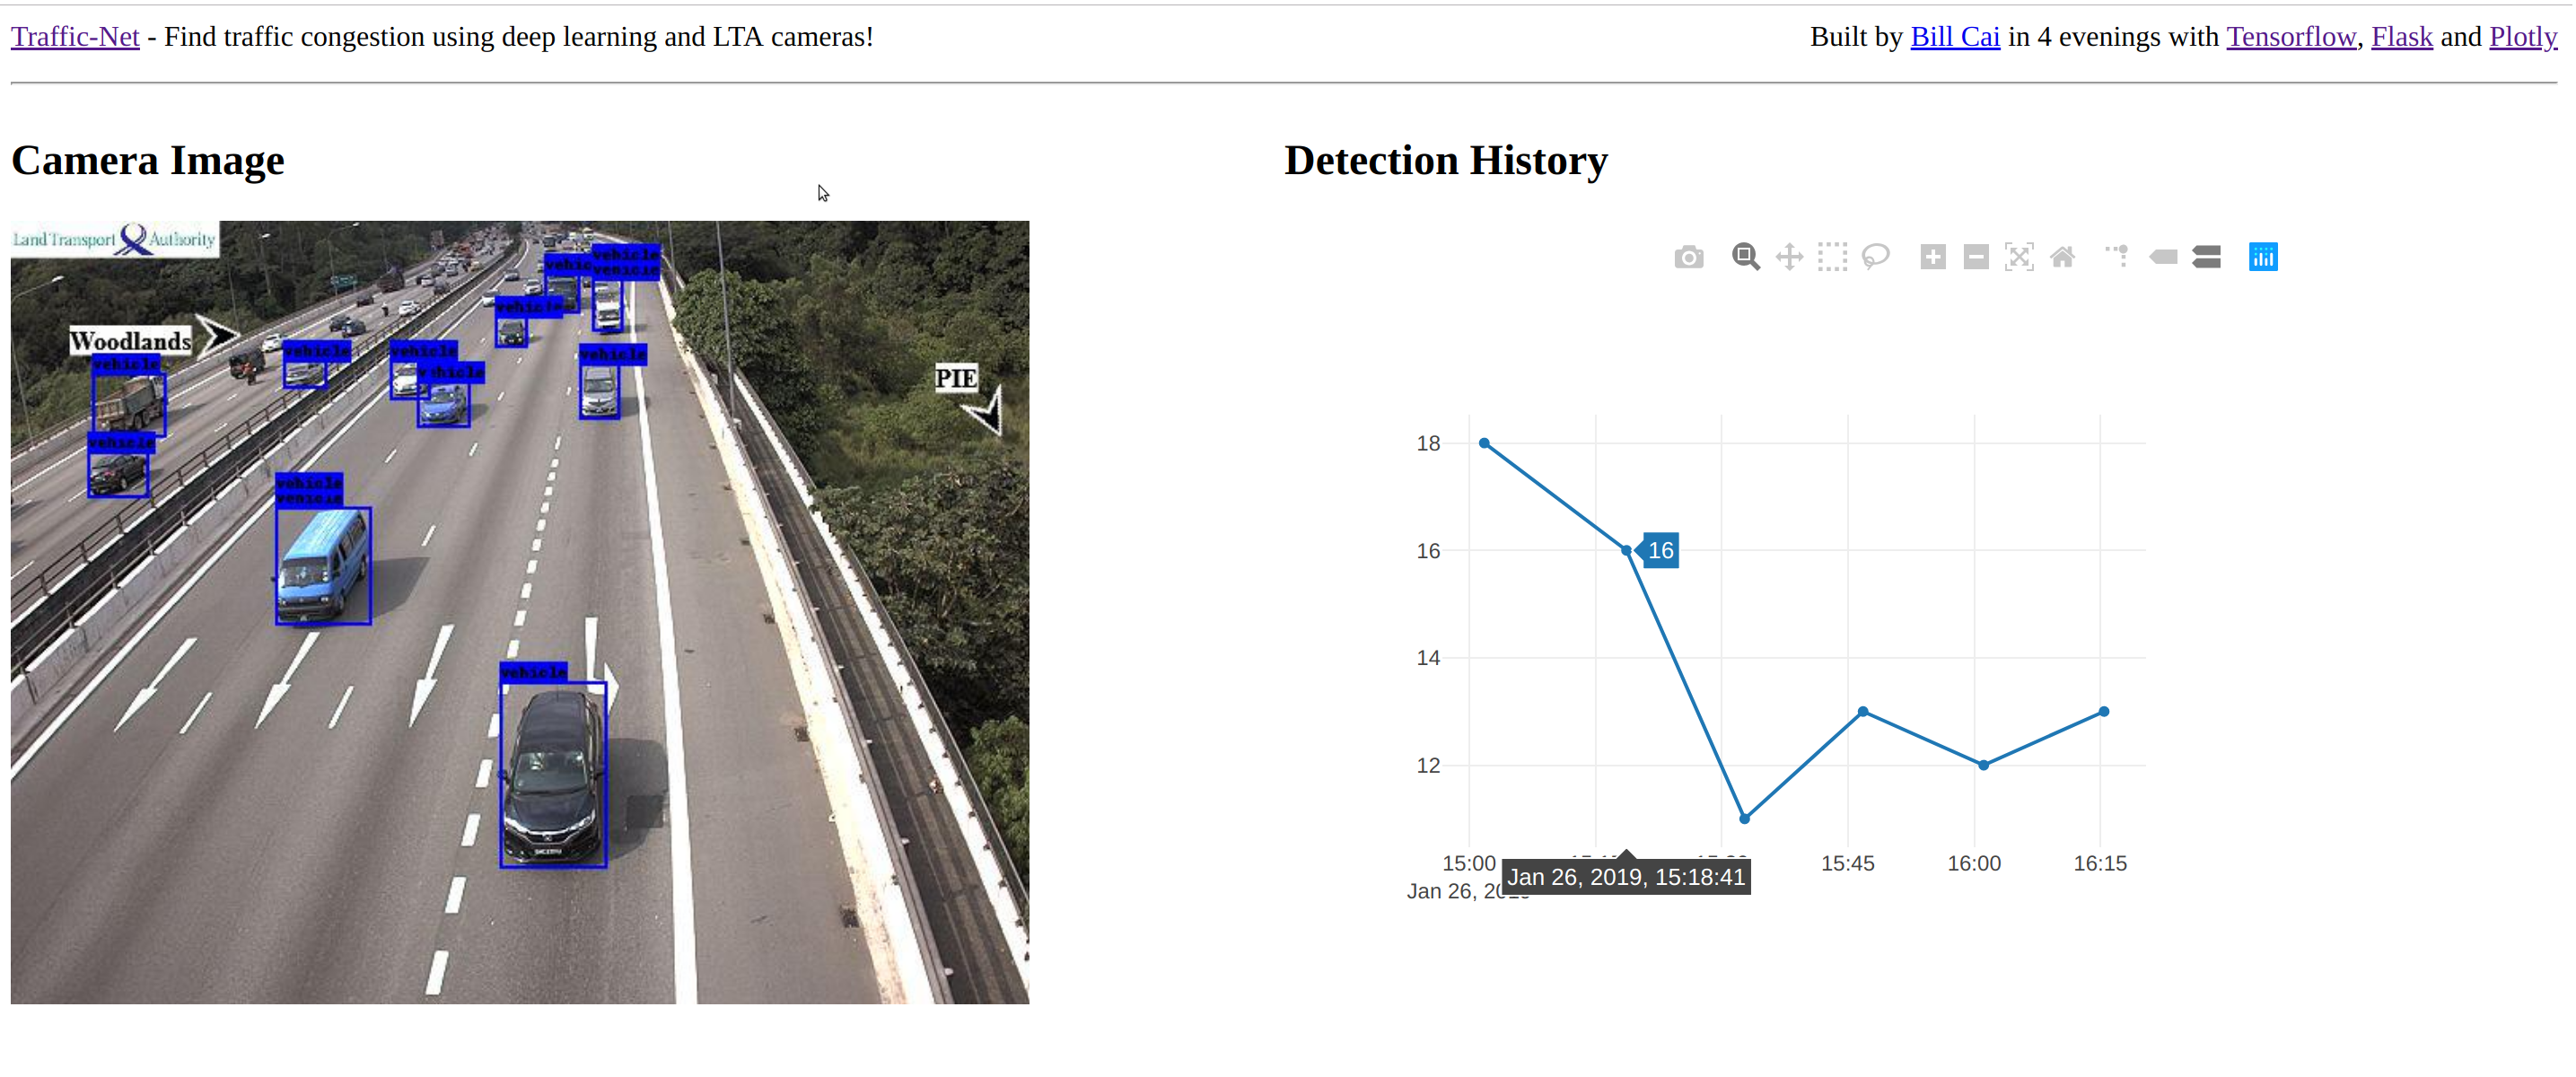 Traffic-Net - Find traffic congestion using deep learning and LTA cameras!
Built by Bill Cai in 4 evenings with Tensorflow, Flask and Plotly
Camera Image
Detection History
Land Transport Authority
vehicle
vehicle
vehicle
vehicle
Woodlands
vehicle
vehicle
vehicle
vehicle
vehicle
PIE
vehicle
vehicle
vehicle
vehicle
18
16
16
14
12
15:00
15:45
16:00
16:15
Jan 26, 2019, 15:18:41
Jan 26,